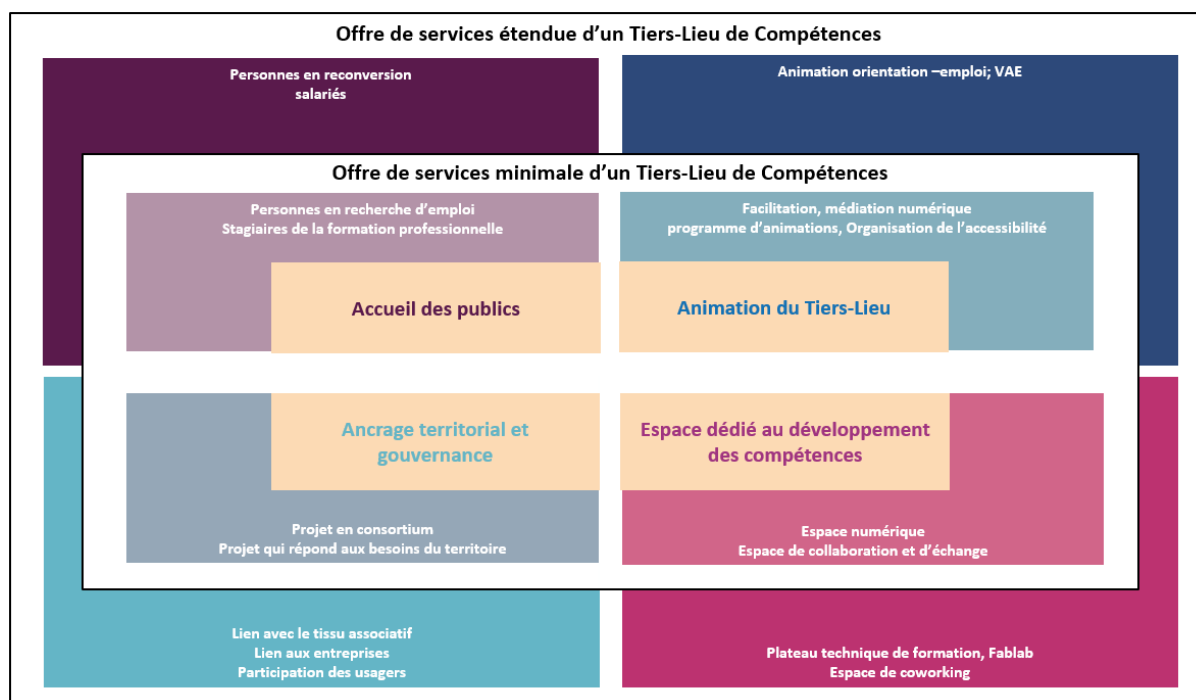 Offre de services étendue d’un Tiers-Lieu de Compétences
Personnes en reconversion
salariés
Animation orientation –emploi; VAE
Offre de services minimale d’un Tiers-Lieu de Compétences
Personnes en recherche d’emploi
Stagiaires de la formation professionnelle
Facilitation, médiation numérique
programme d’animations, Organisation de l’accessibilité
Accueil des publics
Animation du Tiers-Lieu
Ancrage territorial et
gouvernance
Espace dédié au développement
des compétences
Projet en consortium
Projet qui répond aux besoins du territoire
Espace numérique
Espace de collaboration et d’échange
Lien avec le tissu associatif
Lien aux entreprises
Participation des usagers
Plateau technique de formation, Fablab
Espace de coworking